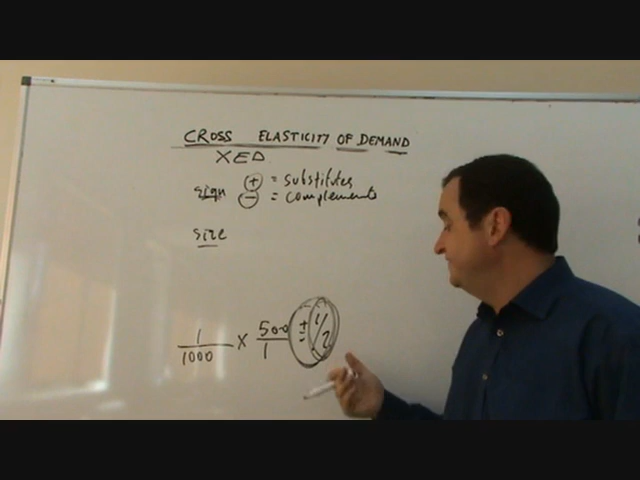 CROSS ELASTICITY OF DEMAND
XED
sign + = substitutes
- = complements
size
1/1000 x 500/1 = ± 1/2